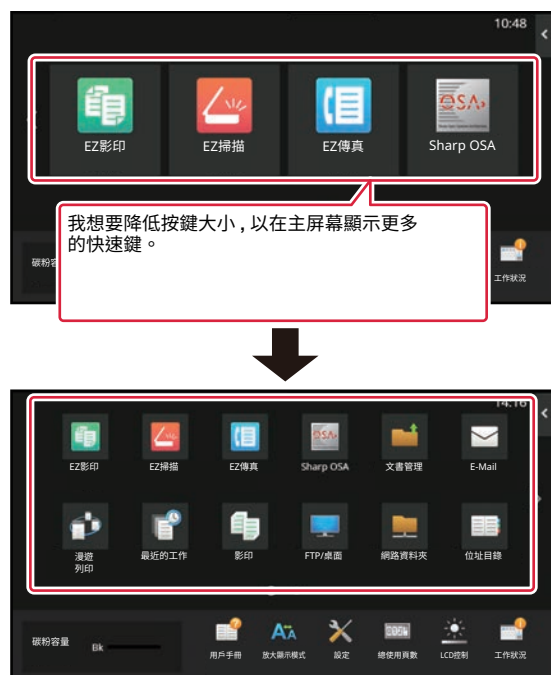 10:48
EZ影印
EZ掃描
EZ傳真
OSA
Sharp OSA
我想要降低按鍵大小，以在主屏幕顯示更多
的快速鍵。
碳粉容
工作狀況
14:16
EZ影印
EZ掃描
EZ傳真
OSA
Sharp OSA
文書管理
E-Mail
漫遊
列印
最近的工作
影印
FTP/桌面
網路資料夾
位址目錄
碳粉容量
Bk
用戶手冊
放大顯示模式
設定
總使用頁數
LCD控制
工作狀況